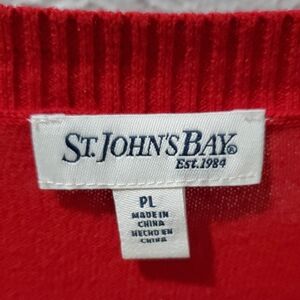 ST. JOHN'S BAY®
Est. 1984
PL
MADE IN
CHINA
HECHO EN
CHINA